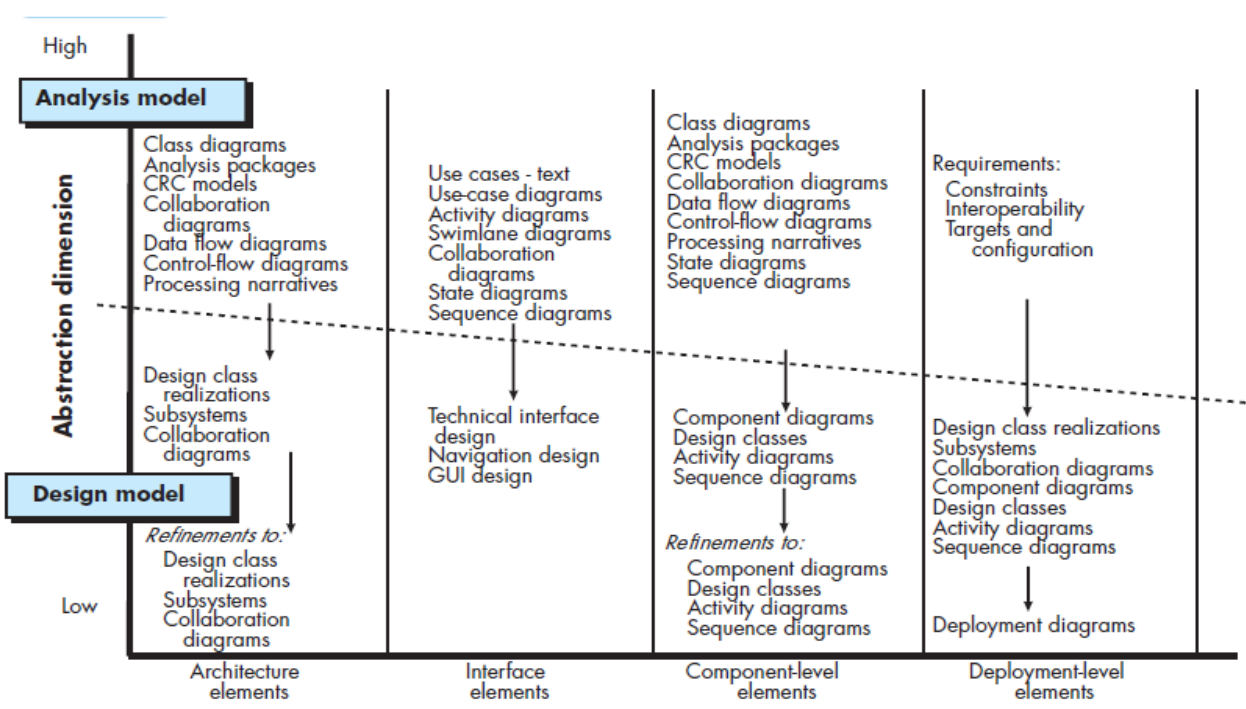 High
Analysis model
Abstraction dimension
Design model
Low
Class diagrams
Analysis packages
CRC models
Collaboration
diagrams
Data flow diagrams
Control-flow diagrams
Processing narratives
Design class
realizations
Subsystems
Collaboration
diagrams
Refinements to:
Design class
realizations
Subsystems
Collaboration
diagrams
Architecture
elements
Use cases - text
Use-case diagrams
Activity diagrams
Swimlane diagrams
Collaboration
diagrams
State diagrams
Sequence diagrams
Technical interface
design
Navigation design
GUI design
Interface
elements
Class diagrams
Analysis packages
CRC models
Collaboration diagrams
Data flow diagrams
Control-flow diagrams
Processing narratives
State diagrams
Sequence diagrams
Component diagrams
Design classes
Activity diagrams
Sequence diagrams
Refinements to:
Component diagrams
Design classes
Activity diagrams
Sequence diagrams
Component-level
elements
Requirements:
Constraints
Interoperability
Targets and
configuration
Design class realizations
Subsystems
Collaboration diagrams
Component diagrams
Design classes
Activity diagrams
Sequence diagrams
Deployment diagrams
Deployment-level
elements